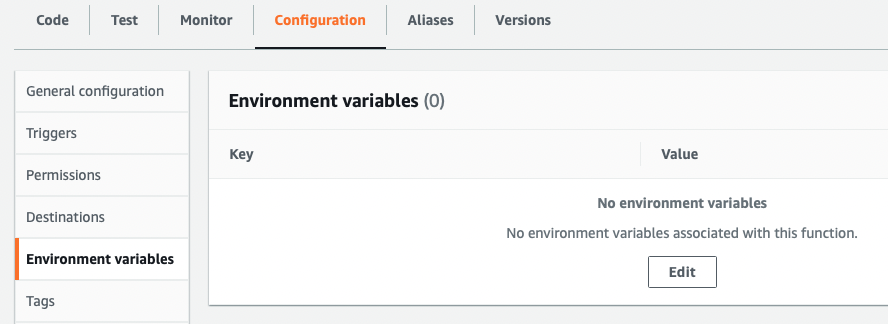 Code Test Monitor Configuration Aliases Versions
General configuration
Triggers
Permissions
Destinations
Environment variables
Tags
Environment variables (0)
Key Value
No environment variables
No environment variables associated with this function.
Edit